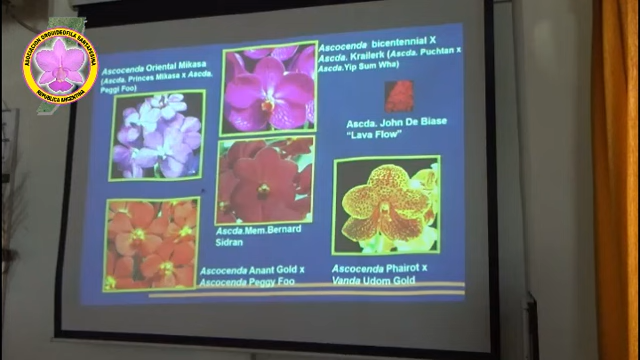 ASOCIACION ORQUIDEOFILA SANTAFESINA
REPUBLICA ARGENTINA
Ascocenda Oriental Mikasa
(Ascda. Princes Mikasa x Ascda.
Peggi Foo)
Ascocenda bicentennial X
Ascda. Krailerk (Ascda. Puchtan x
Ascda.Yip Sum Wha)
Ascda. John De Biase
"Lava Flow"
Ascda.Mem.Bernard
Sidran
Ascocenda Anant Gold x
Ascocenda Peggy Foo
Ascocenda Phairot x
Vanda Udom Gold